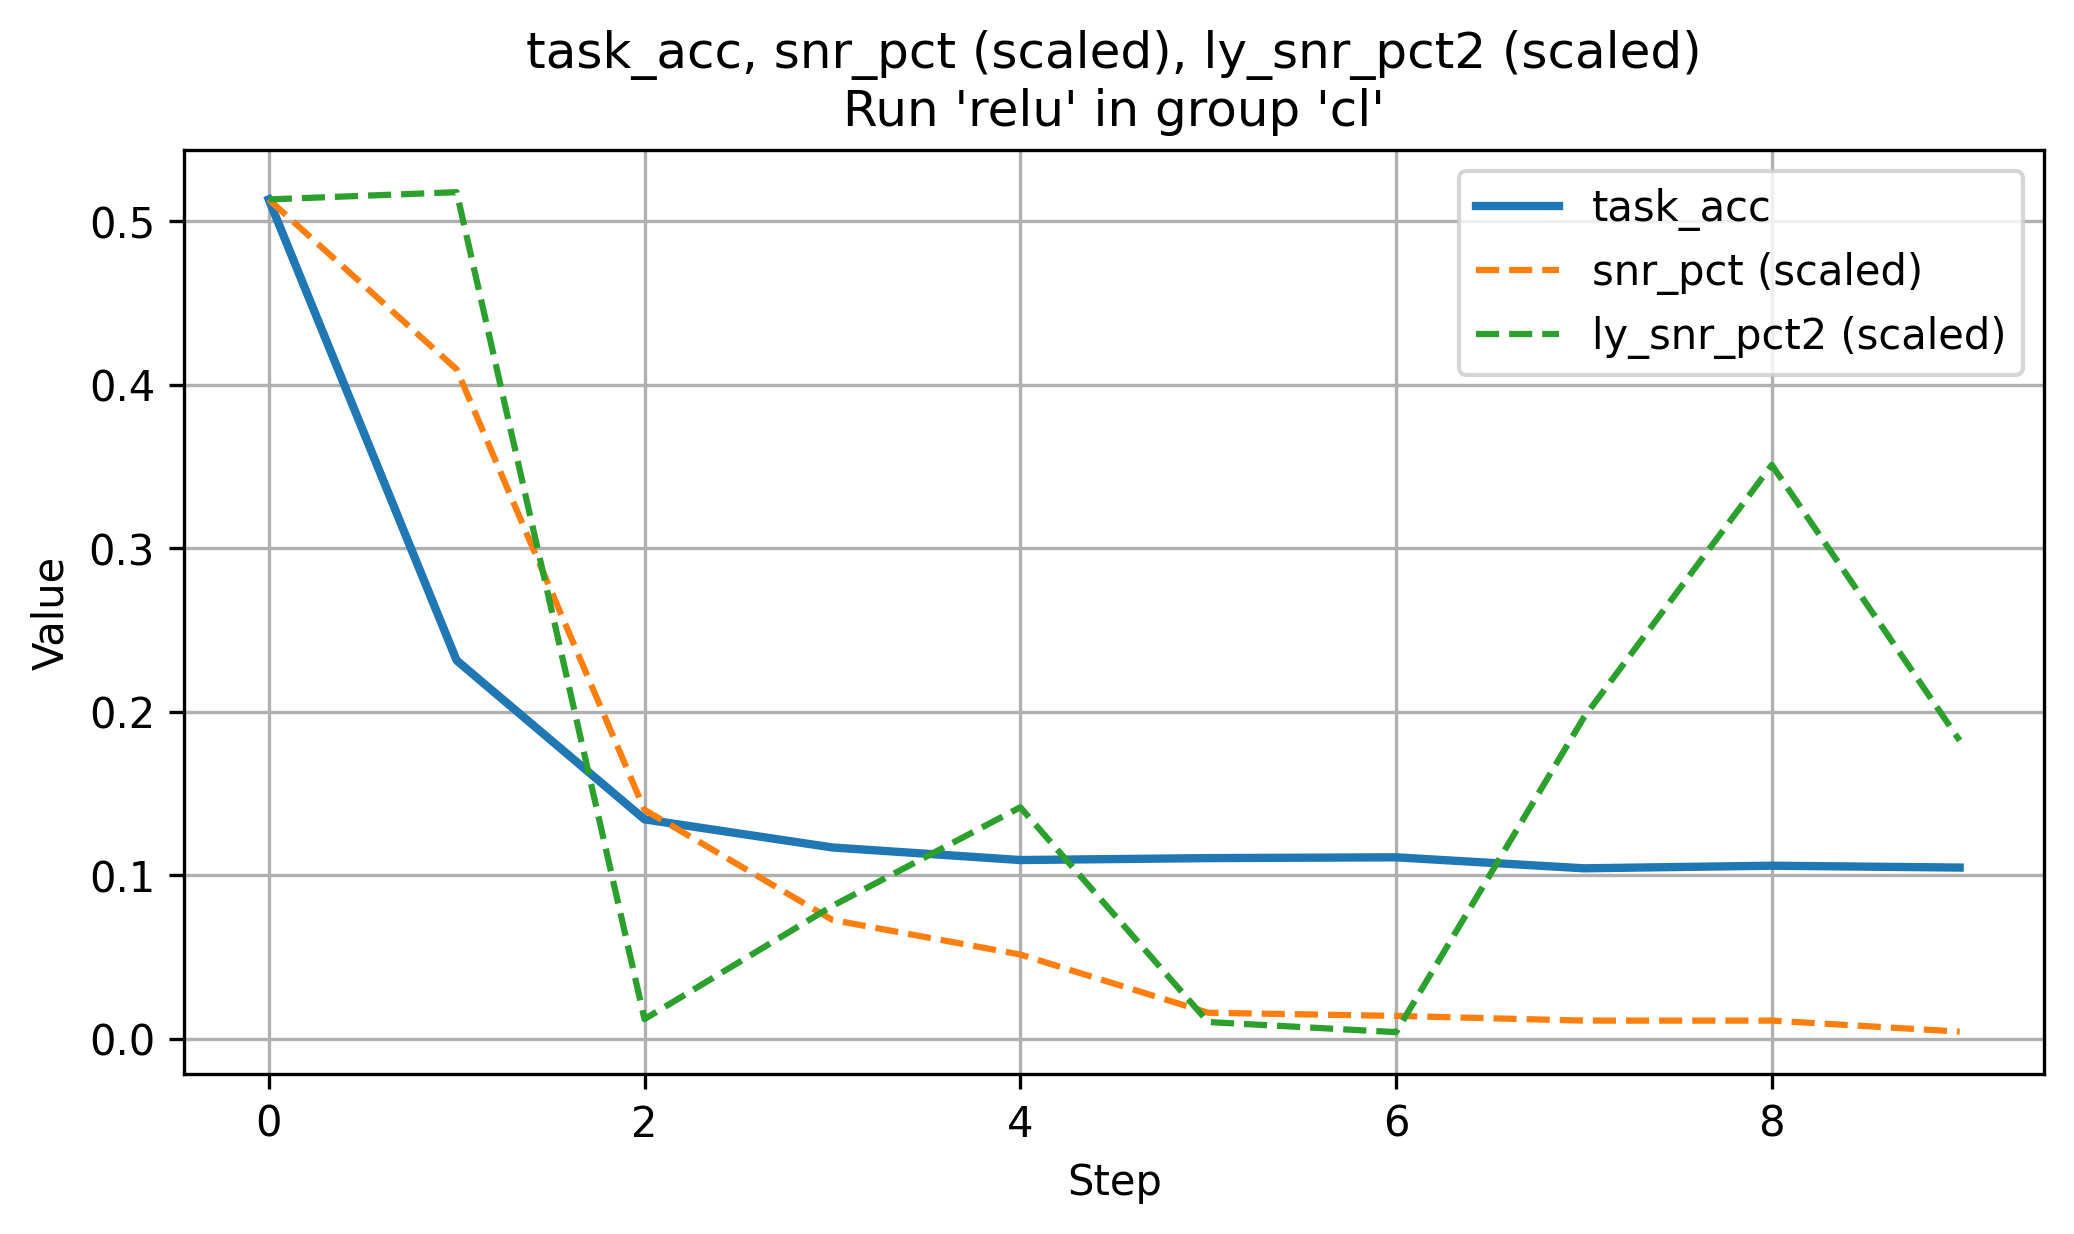 task_acc, snr_pct (scaled), ly_snr_pct2 (scaled)
Run 'relu' in group 'cl'
task_acc
snr_pct (scaled)
ly_snr_pct2 (scaled)
Value
0.5
0.4
0.3
0.2
0.1
0.0
0 2 4 6 8
Step